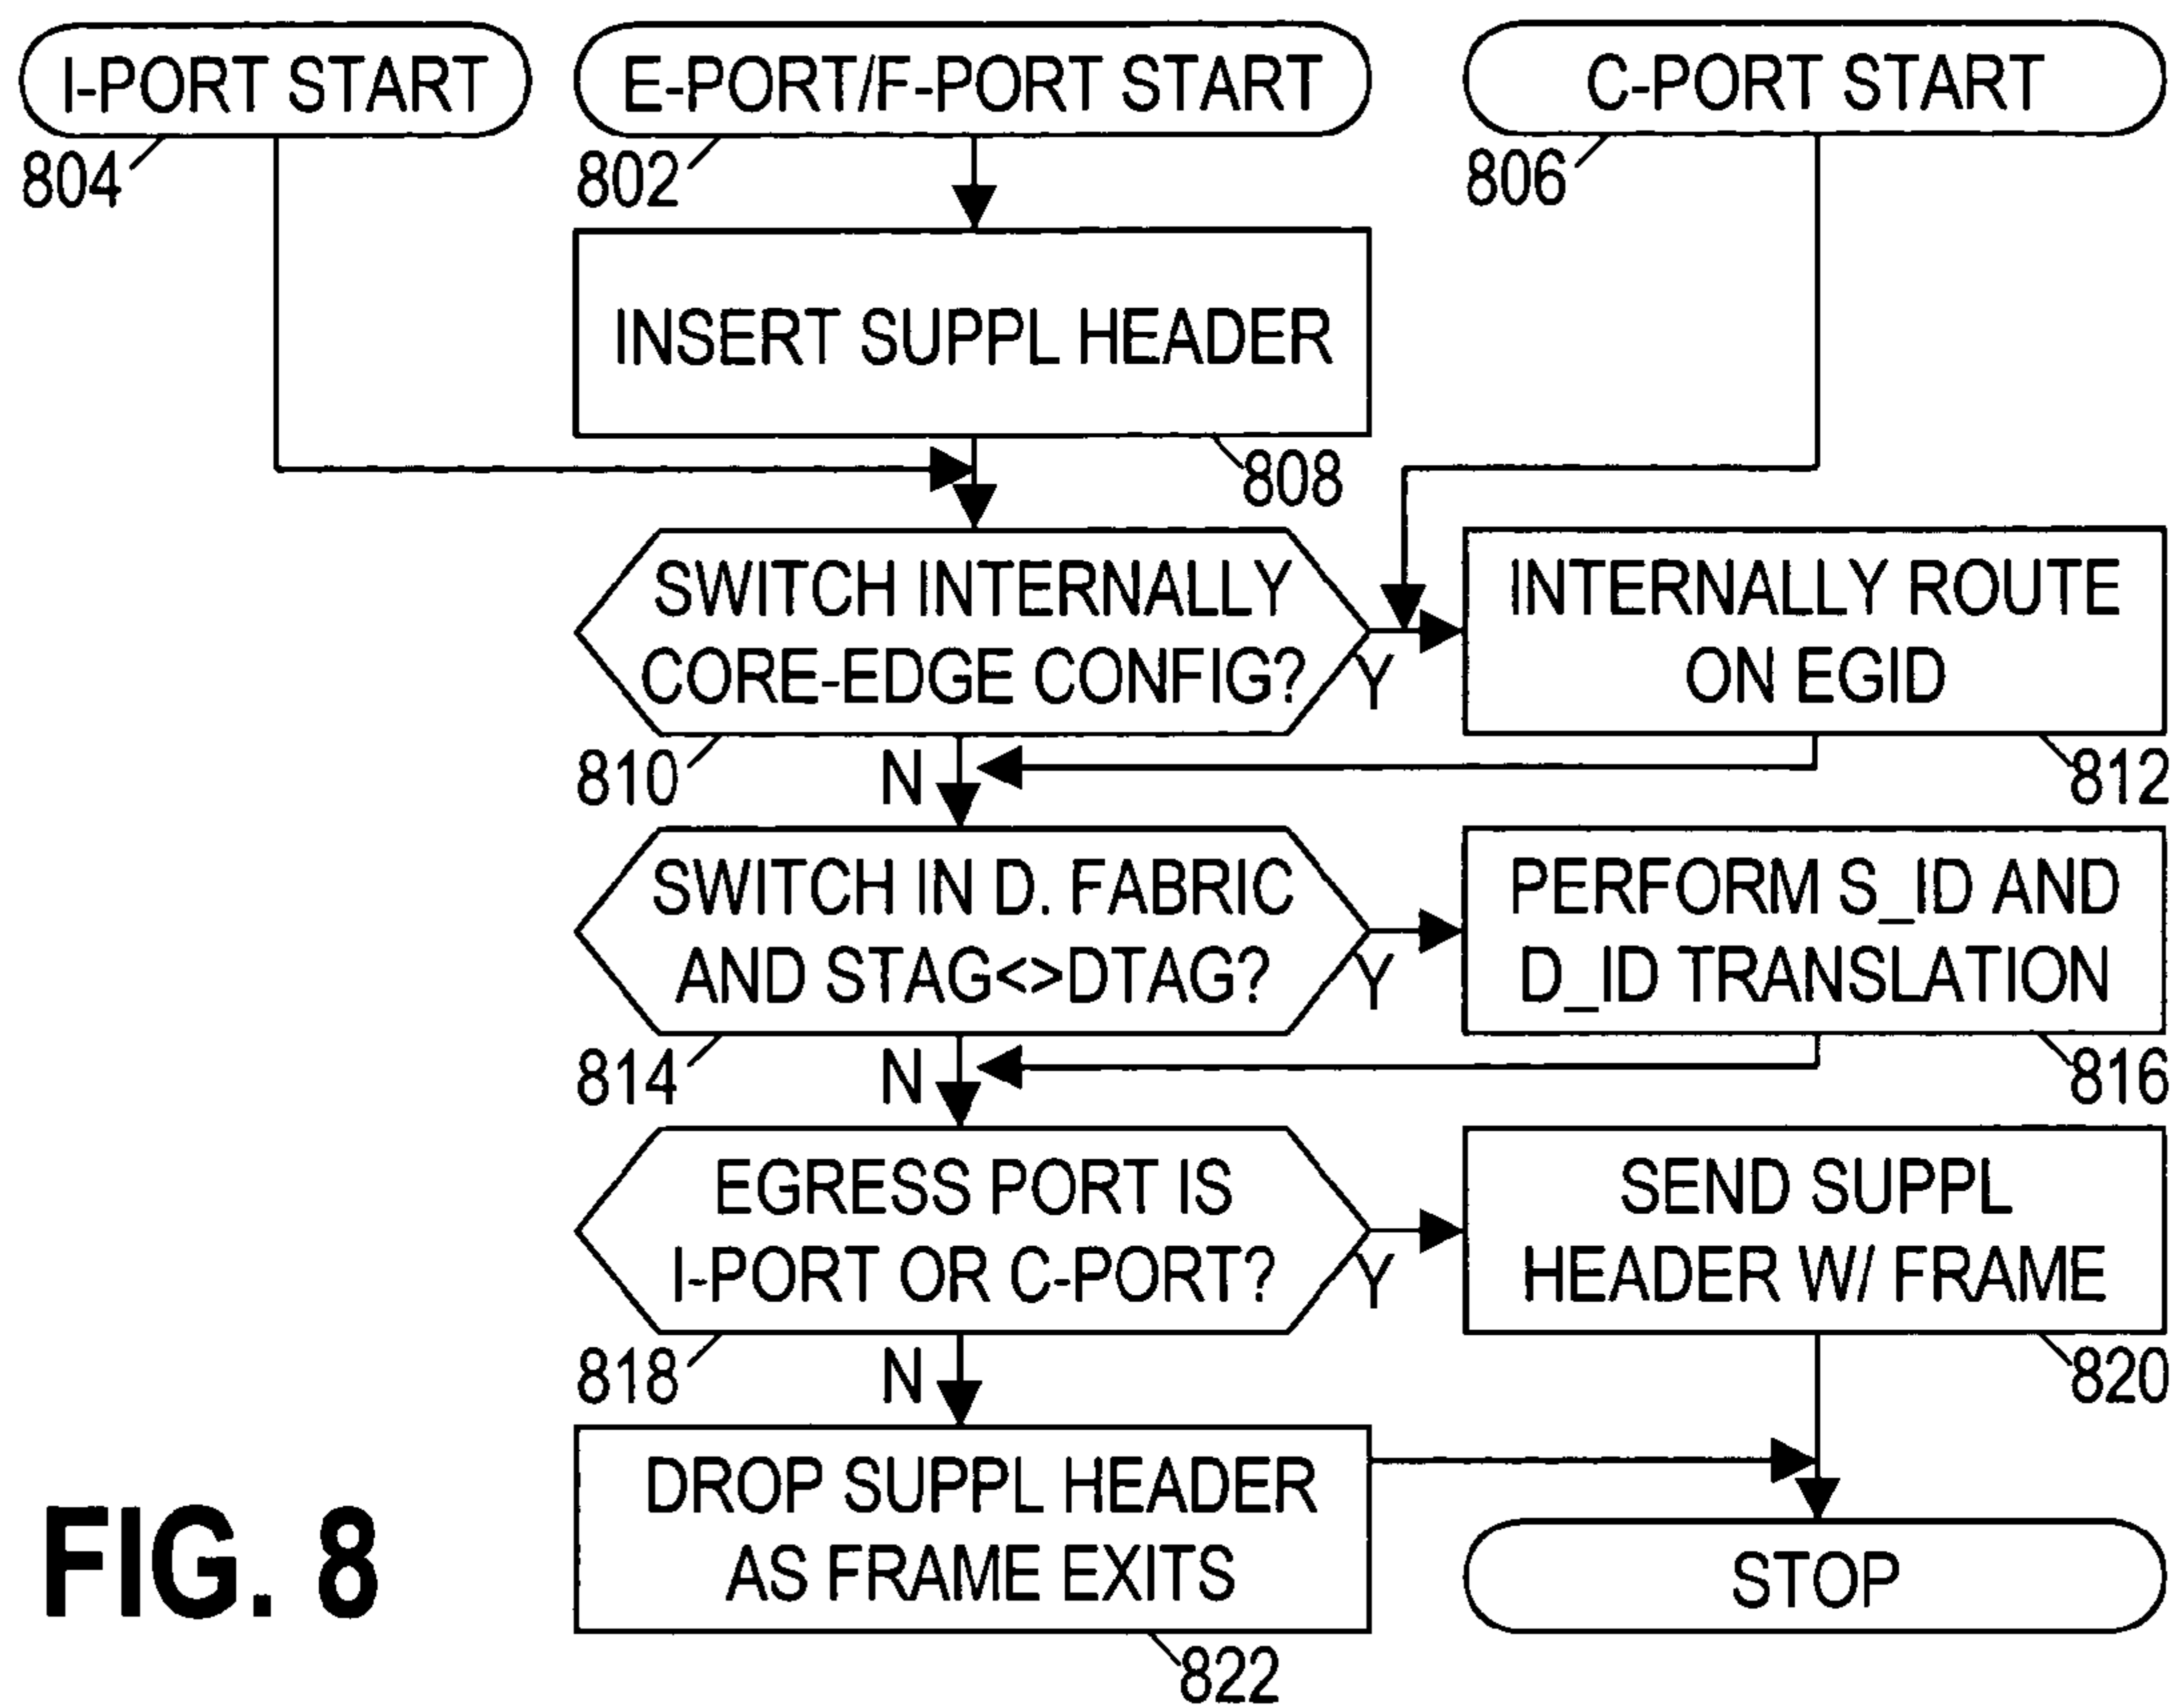 I-PORT START
E-PORT/F-PORT START
C-PORT START
804
802
806
INSERT SUPPL HEADER
808
SWITCH INTERNALLY
CORE-EDGE CONFIG?
Y
INTERNALLY ROUTE
ON EGID
810
N
812
SWITCH IN D. FABRIC
AND STAG<>DTAG?
Y
PERFORM S_ID AND
D_ID TRANSLATION
814
N
816
EGRESS PORT IS
I-PORT OR C-PORT?
Y
SEND SUPPL
HEADER W/ FRAME
818
N
820
DROP SUPPL HEADER
AS FRAME EXITS
822
STOP
FIG. 8